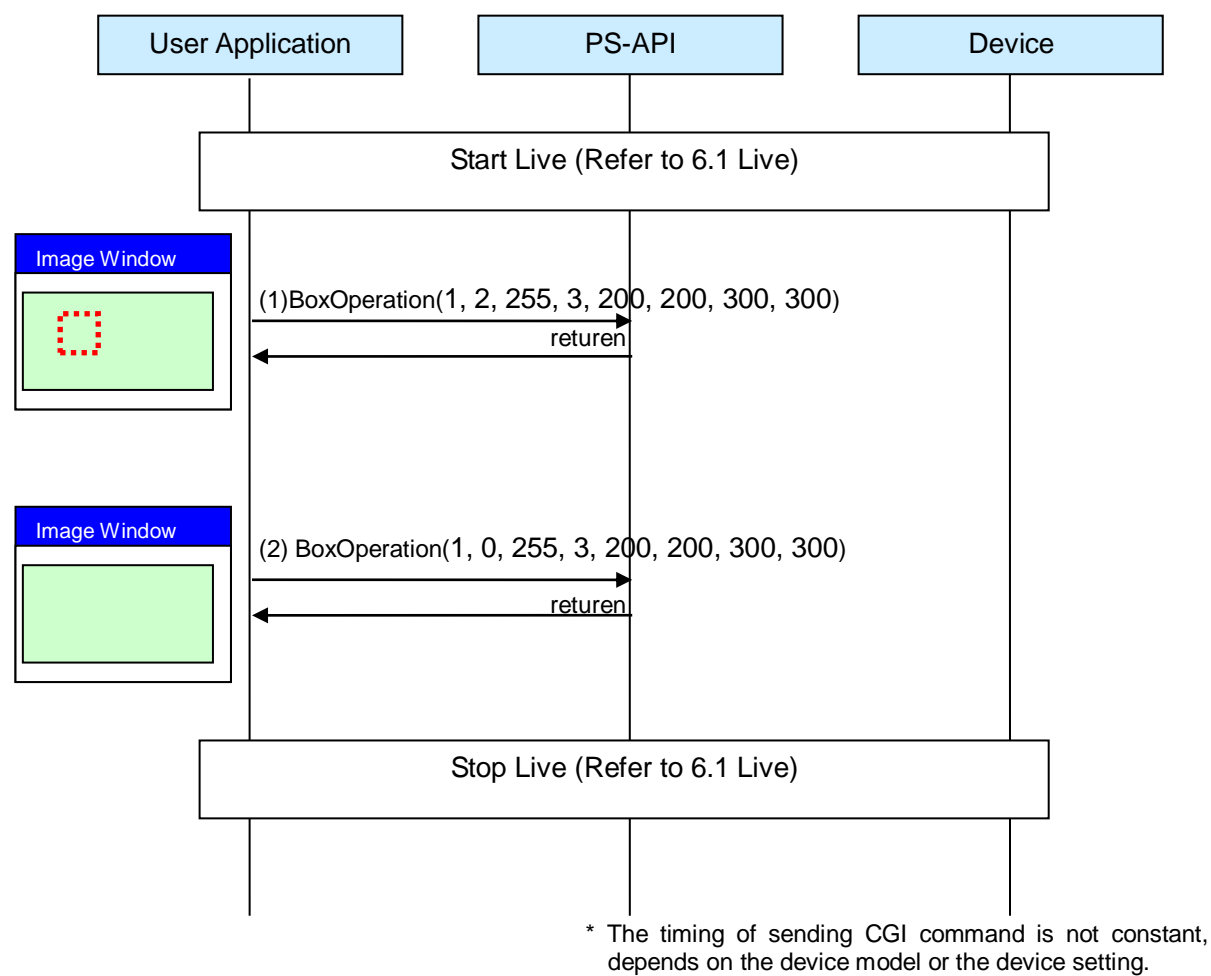 User Application
PS-API
Device
Start Live (Refer to 6.1 Live)
Image Window
(1)BoxOperation(1, 2, 255, 3, 200, 200, 300, 300)
returen
Image Window
(2) BoxOperation(1, 0, 255, 3, 200, 200, 300, 300)
returen
Stop Live (Refer to 6.1 Live)
* The timing of sending CGI command is not constant,
depends on the device model or the device setting.